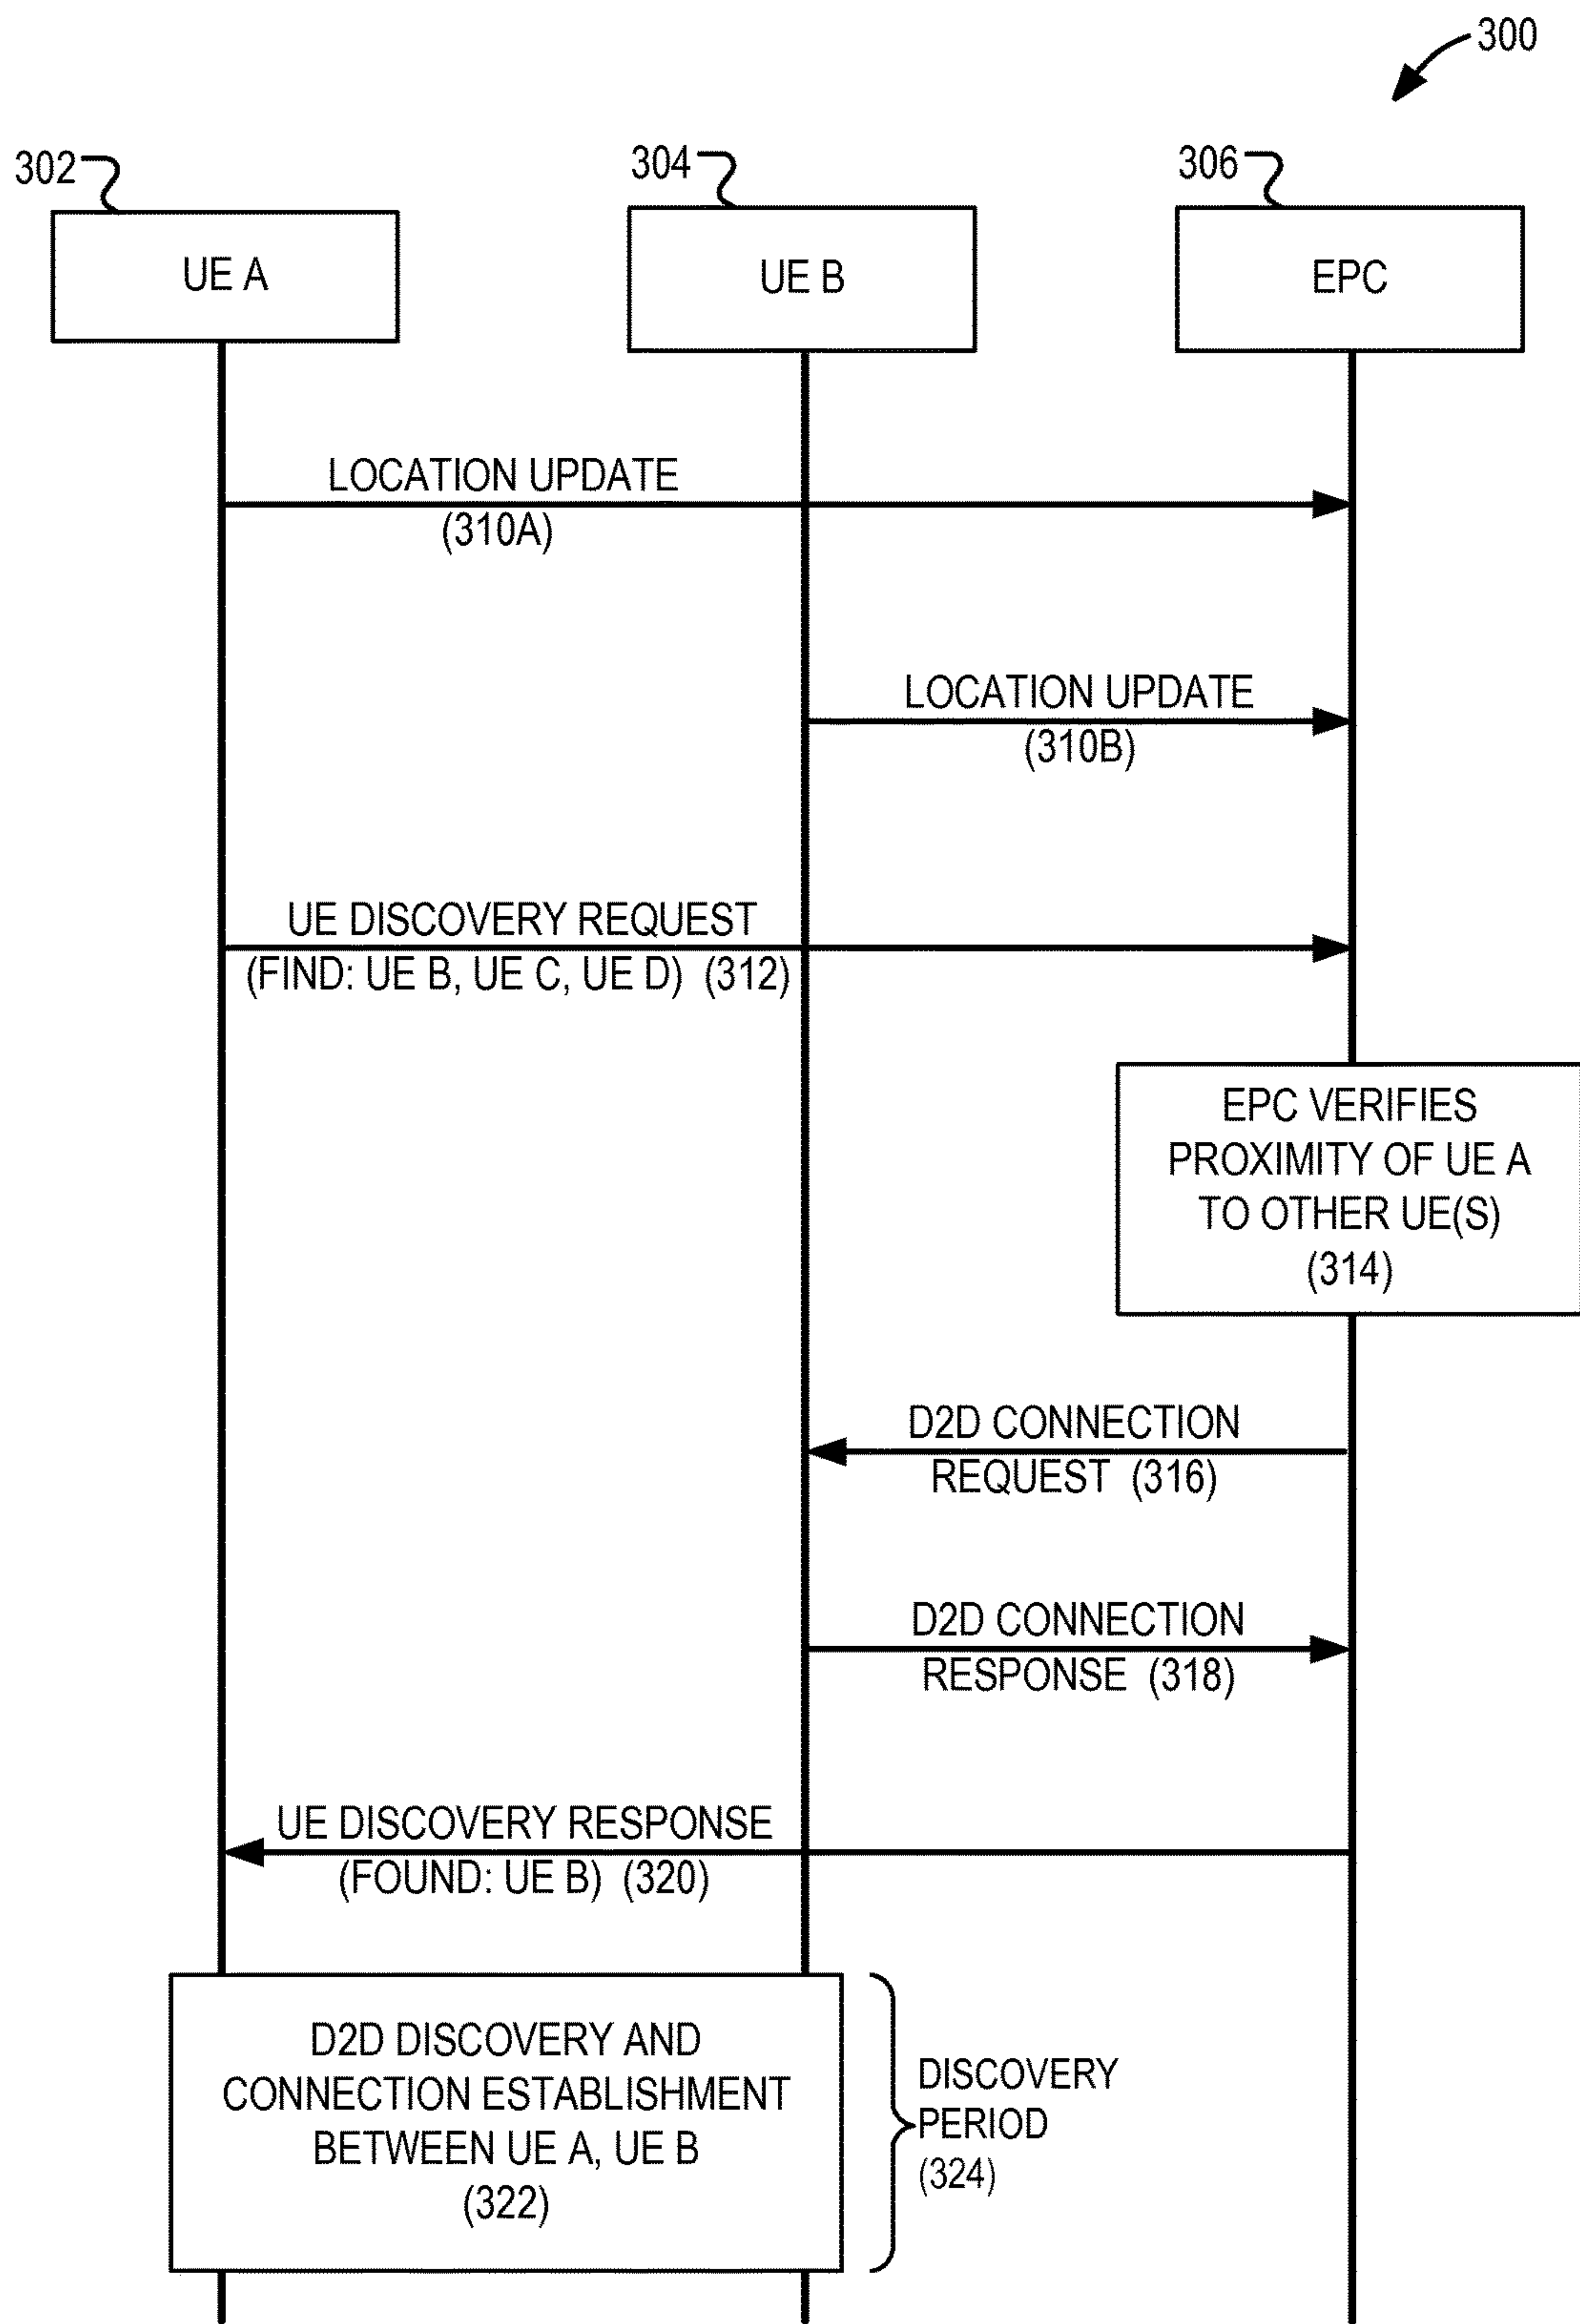 300
302
304
306
UE A
UE B
EPC
LOCATION UPDATE
(310A)
LOCATION UPDATE
(310B)
UE DISCOVERY REQUEST
(FIND: UE B, UE C, UE D) (312)
EPC VERIFIES
PROXIMITY OF UE A
TO OTHER UE(S)
(314)
D2D CONNECTION
REQUEST (316)
D2D CONNECTION
RESPONSE (318)
UE DISCOVERY RESPONSE
(FOUND: UE B) (320)
D2D DISCOVERY AND
CONNECTION ESTABLISHMENT
BETWEEN UE A, UE B
(322)
DISCOVERY
PERIOD
(324)